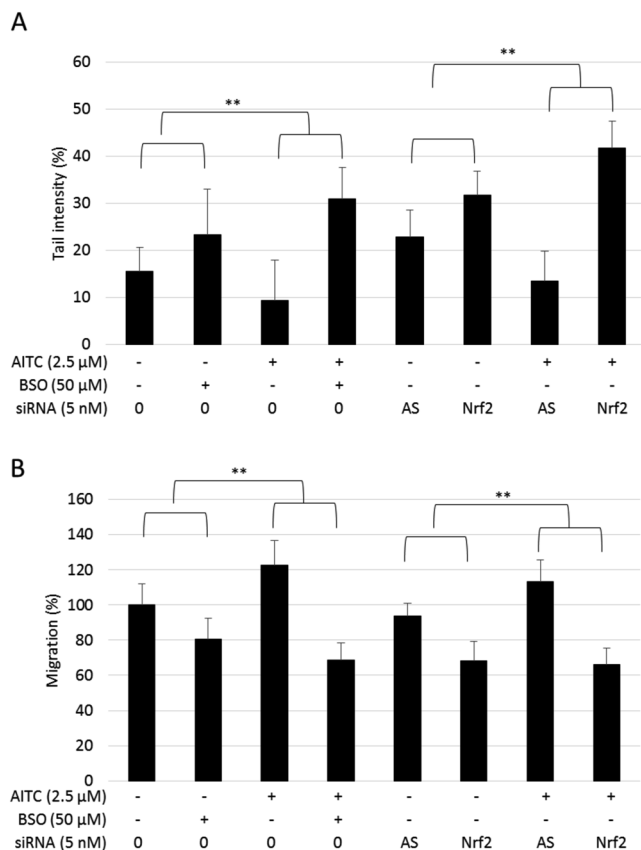 A
**
**
60
50
40
30
20
10
0
Tail intensity (%)
AITC (2.5 µM) - - + + - - + +
BSO (50 µM) - + - + - - - -
siRNA (5 nM) 0 0 0 0 AS Nrf2 AS Nrf2
B
**
**
160
140
120
100
80
60
40
20
0
Migration (%)
AITC (2.5 µM) - - + + - - + +
BSO (50 µM) - + - + - - - -
siRNA (5 nM) 0 0 0 0 AS Nrf2 AS Nrf2